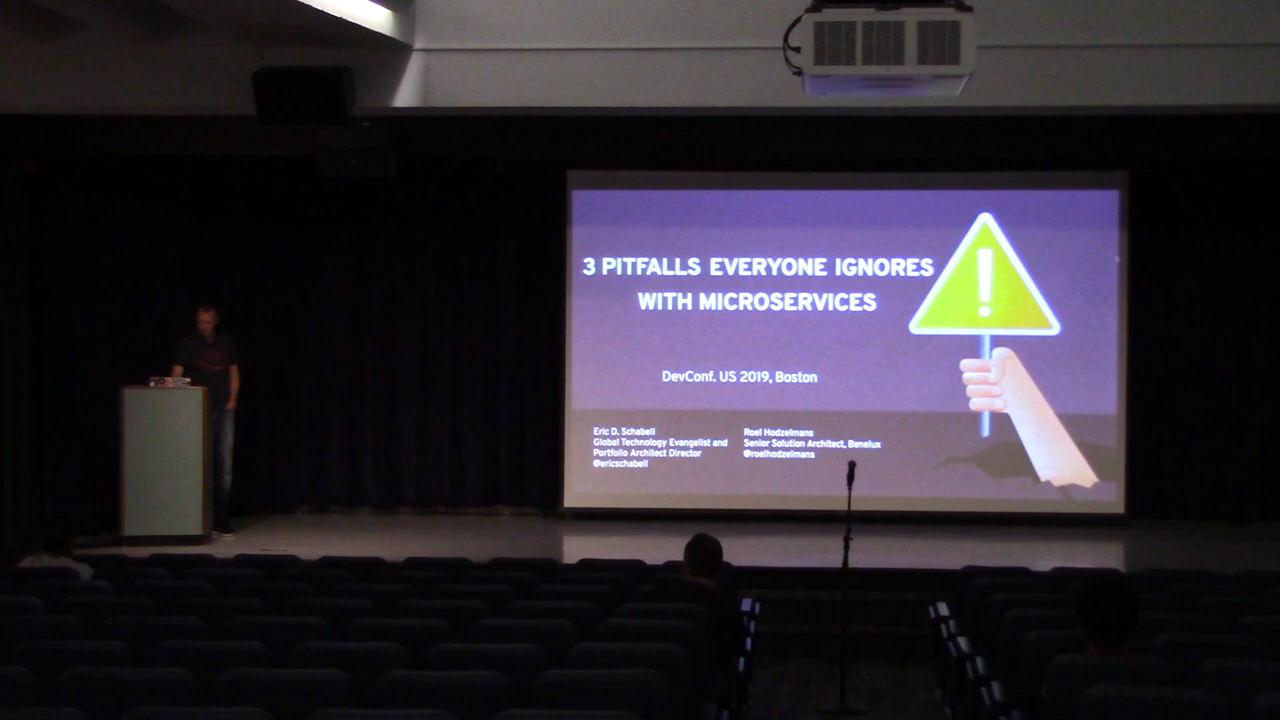 3 PITFALLS EVERYONE IGNORES
WITH MICROSERVICES
!
DevConf. US 2019, Boston
Eric D. Schabell
Global Technology Evangelist and
Portfolio Architect Director
@ericschabell
Roel Hodzelmans
Senior Solution Architect, Benelux
@roelhodzelmans